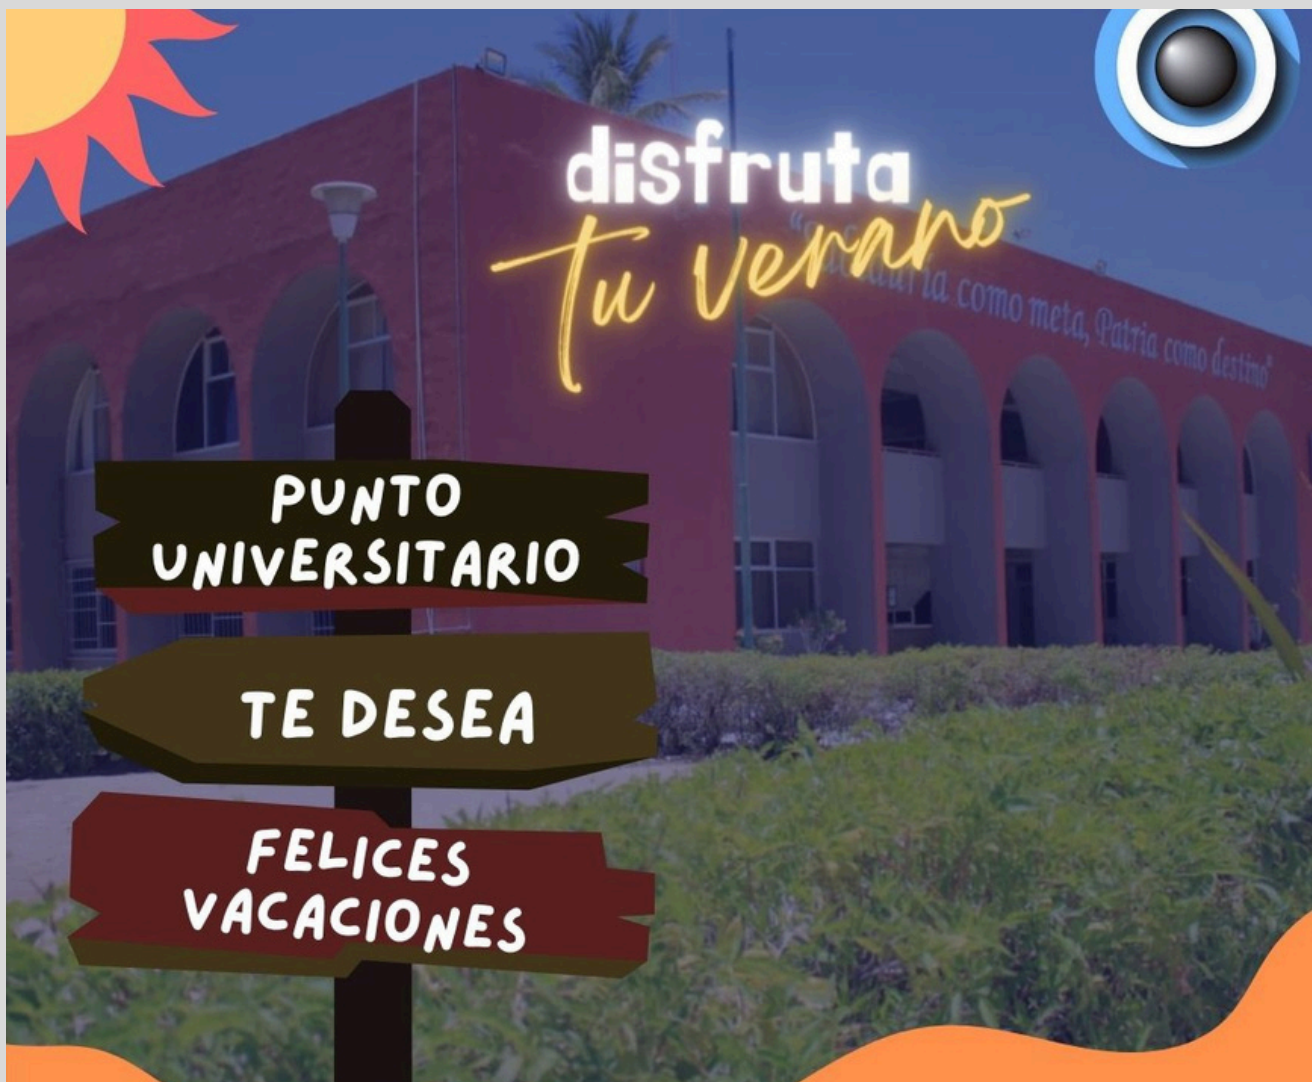 disfruta
tu verano
como meta, Patria como destino"
PUNTO
UNIVERSITARIO
TE DESEA
FELICES
VACACIONES